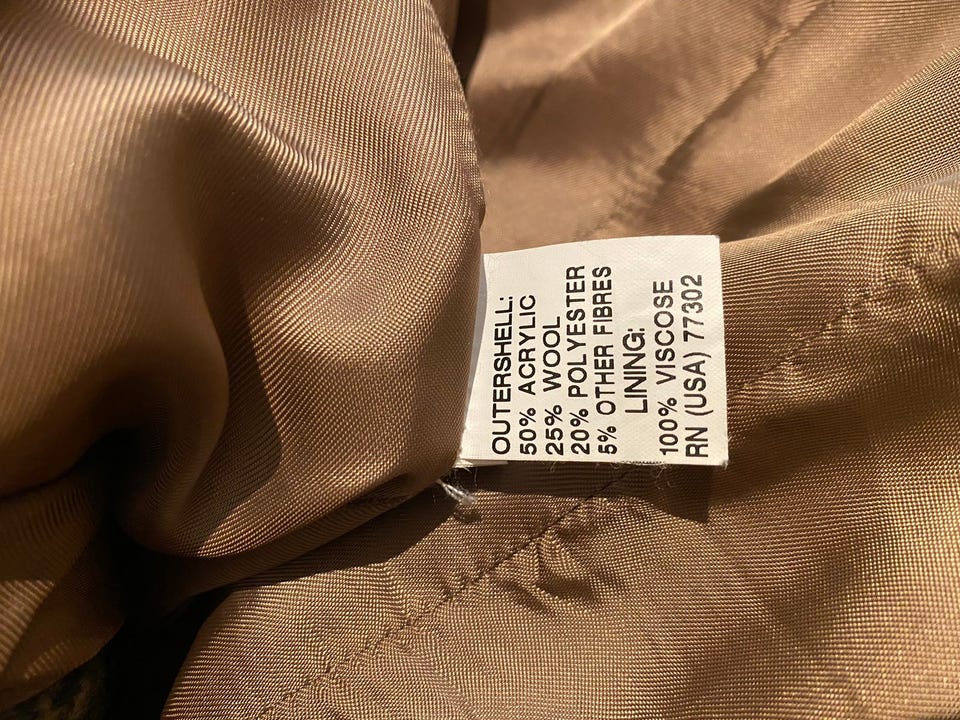 OUTERSHELL:
50% ACRYLIC
25% WOOL
20% POLYESTER
5% OTHER FIBRES
LINING:
100% VISCOSE
RN (USA) 77302